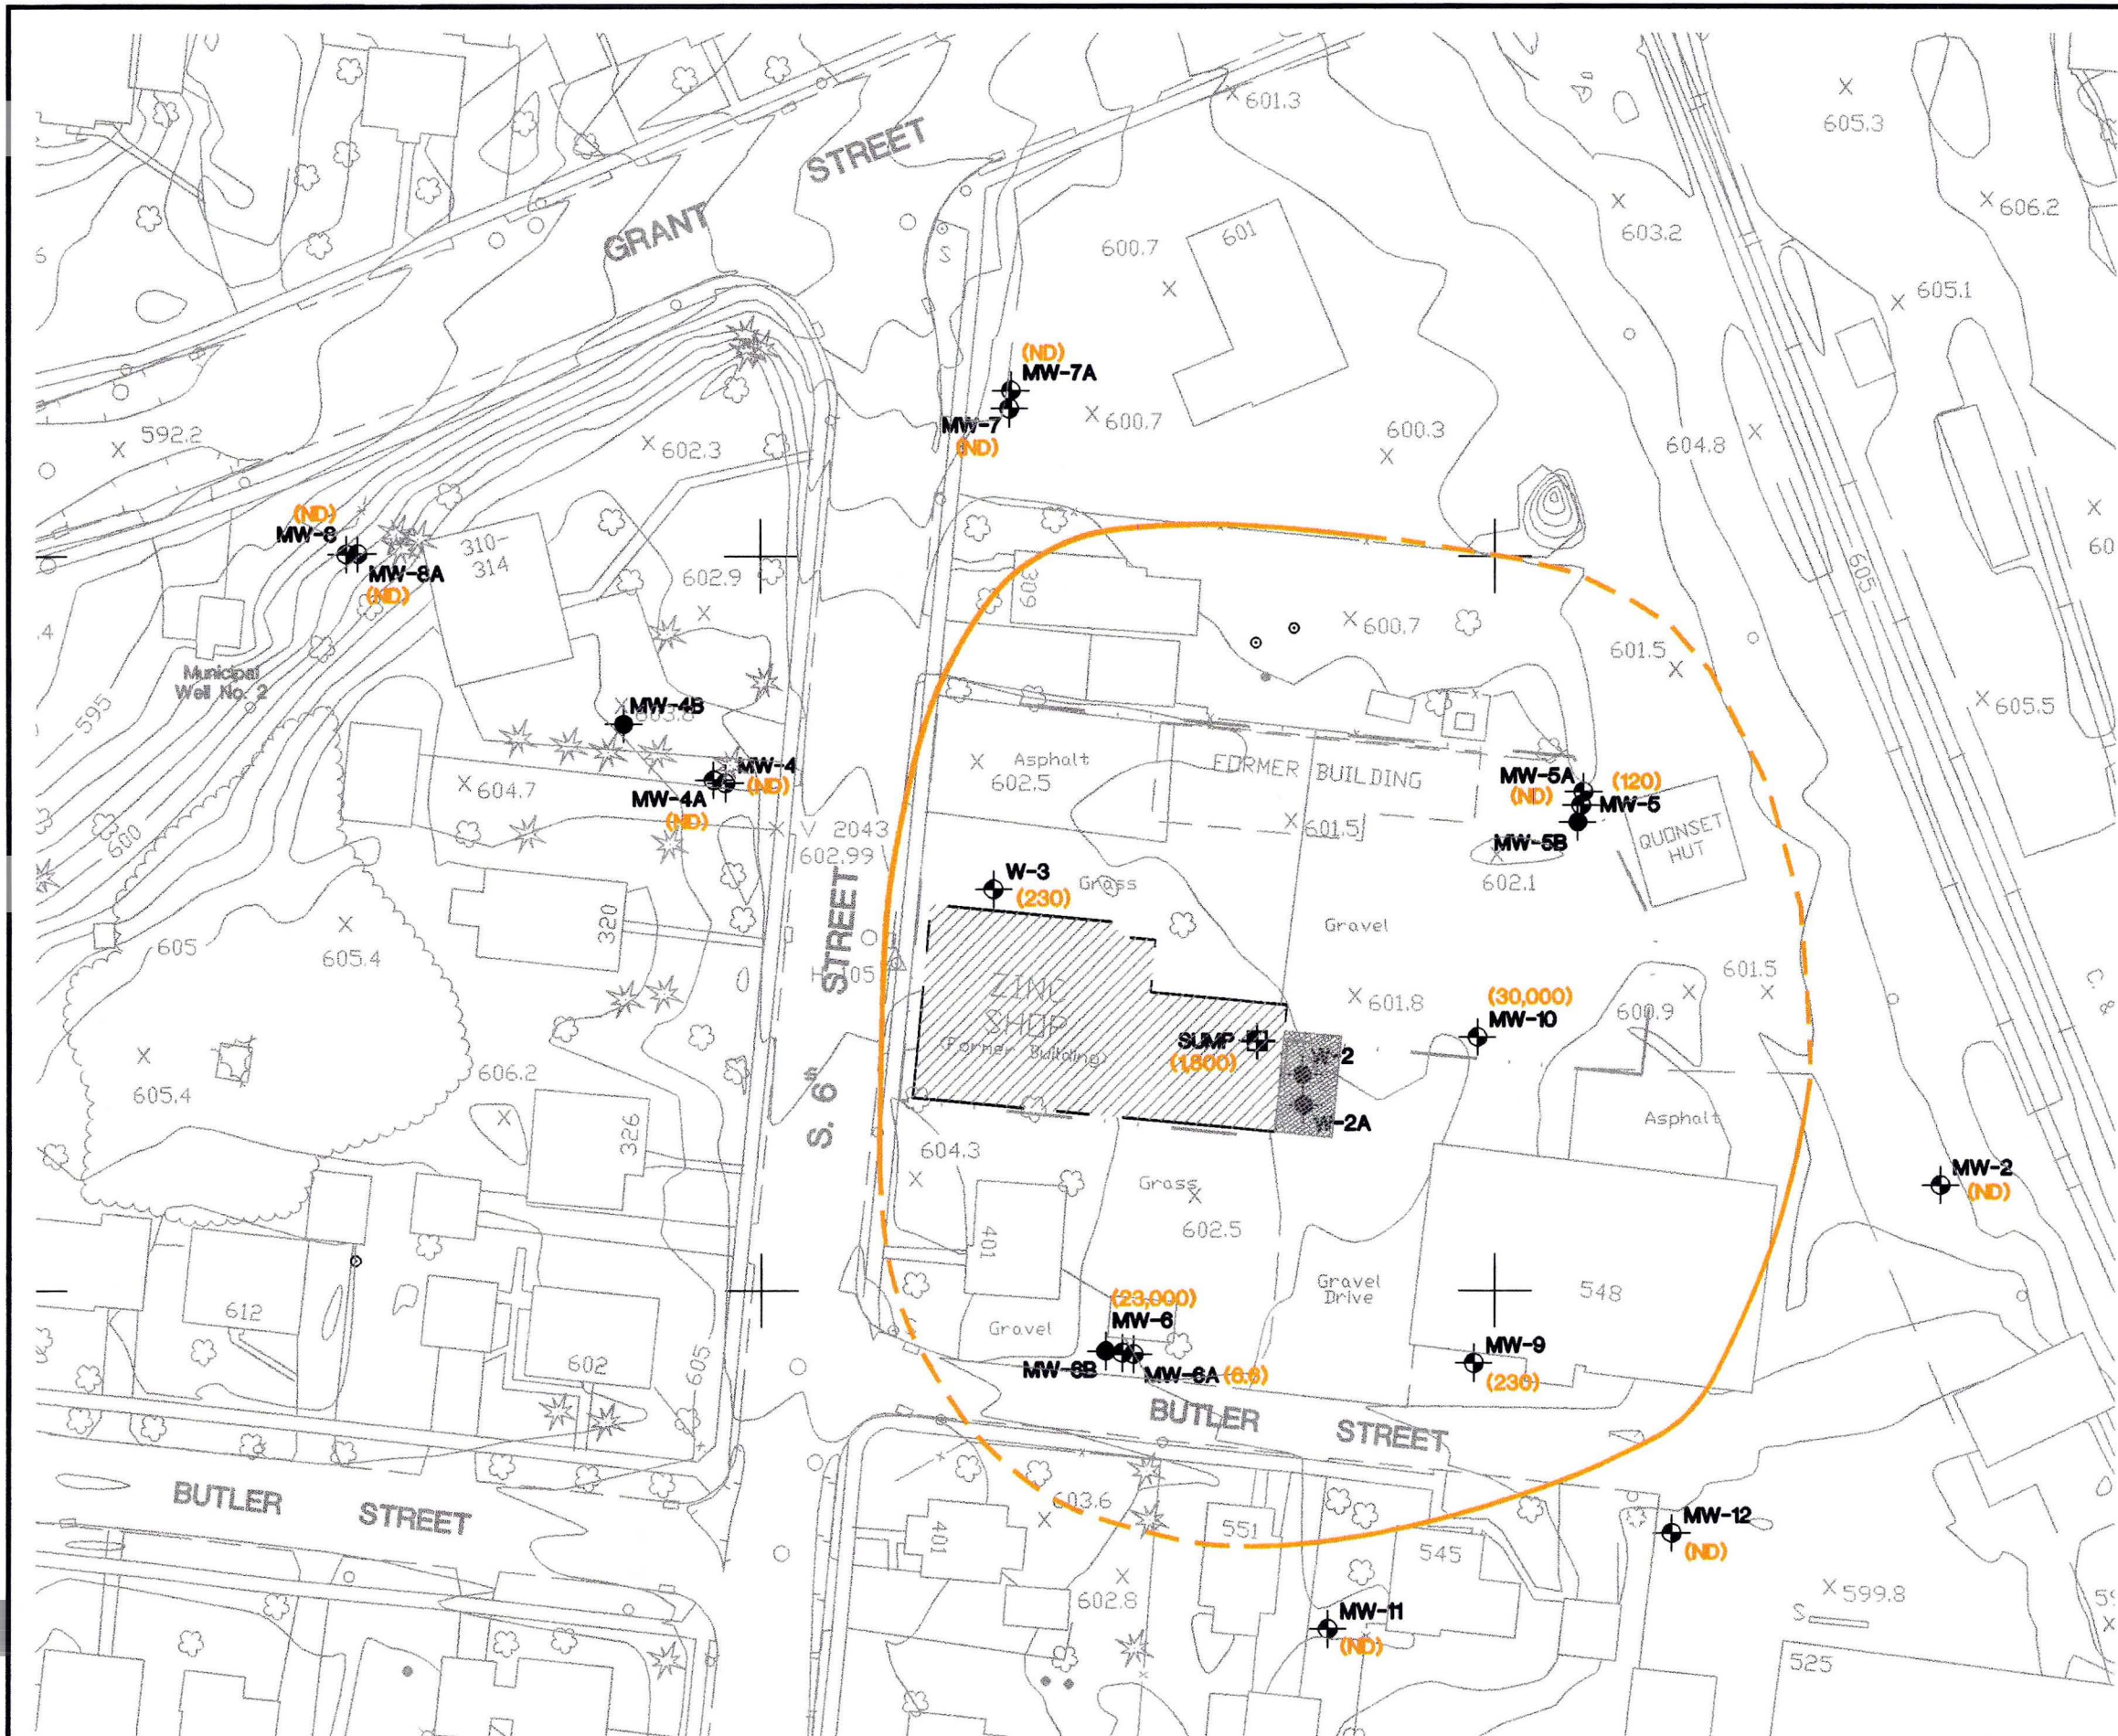 STREET
GRANT
601.3
605.3
606.2
603.2
605.1
600.7
601
(ND)
MW-7A
MW-7
(ND)
600.7
600.3
604.8
592.2
602.3
(ND)
MW-8
MW-8A
(ND)
310-
314
602.9
309
600.7
601.5
605
60
605.5
Municipal
Well No. 2
595
600
MW-4B
603.8
MW-4
(ND)
MW-4A
(ND)
604.7
V 2043
602.99
Asphalt
602.5
FORMER BUILDING
601.5
MW-5A
(ND)
(120)
MW-5
MW-5B
QUONSET
HUT
602.1
W-3
(230)
Grass
Gravel
605
605.4
320
STREET
S. 6th
ZINC
SHOP
(Former Building)
SUMP
(1,800)
W-2
W-2A
601.8
(30,000)
MW-10
600.9
601.5
Asphalt
605.4
606.2
326
604.3
Grass
602.5
401
Gravel
Gravel
Drive
548
MW-2
(ND)
612
602
605
(23,000)
MW-6
MW-6B
MW-6A (6.6)
MW-9
(230)
BUTLER STREET
BUTLER STREET
603.6
401
551
545
602.8
MW-12
(ND)
MW-11
(ND)
599.8
S
525